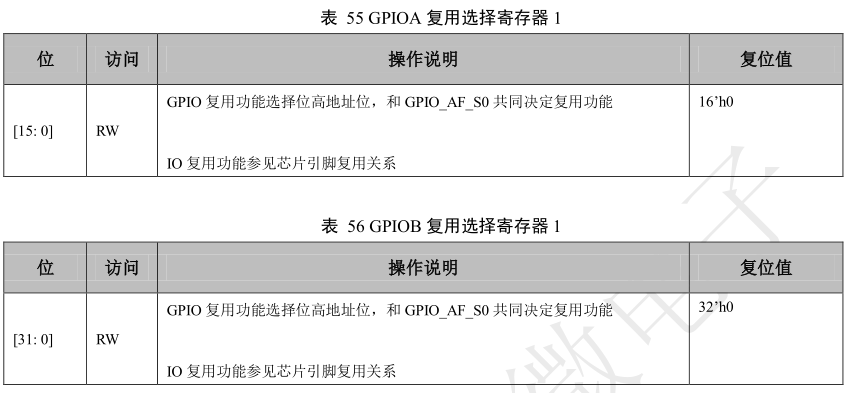 表 55 GPIOA 复用选择寄存器 1
位 访问 操作说明 复位值
GPIO 复用功能选择位高地址位，和 GPIO_AF_S0 共同决定复用功能 16’h0
[15: 0] RW
IO 复用功能参见芯片引脚复用关系
表 56 GPIOB 复用选择寄存器 1
位 访问 操作说明 复位值
GPIO 复用功能选择位高地址位，和 GPIO_AF_S0 共同决定复用功能 32’h0
[31: 0] RW
IO 复用功能参见芯片引脚复用关系
微电子